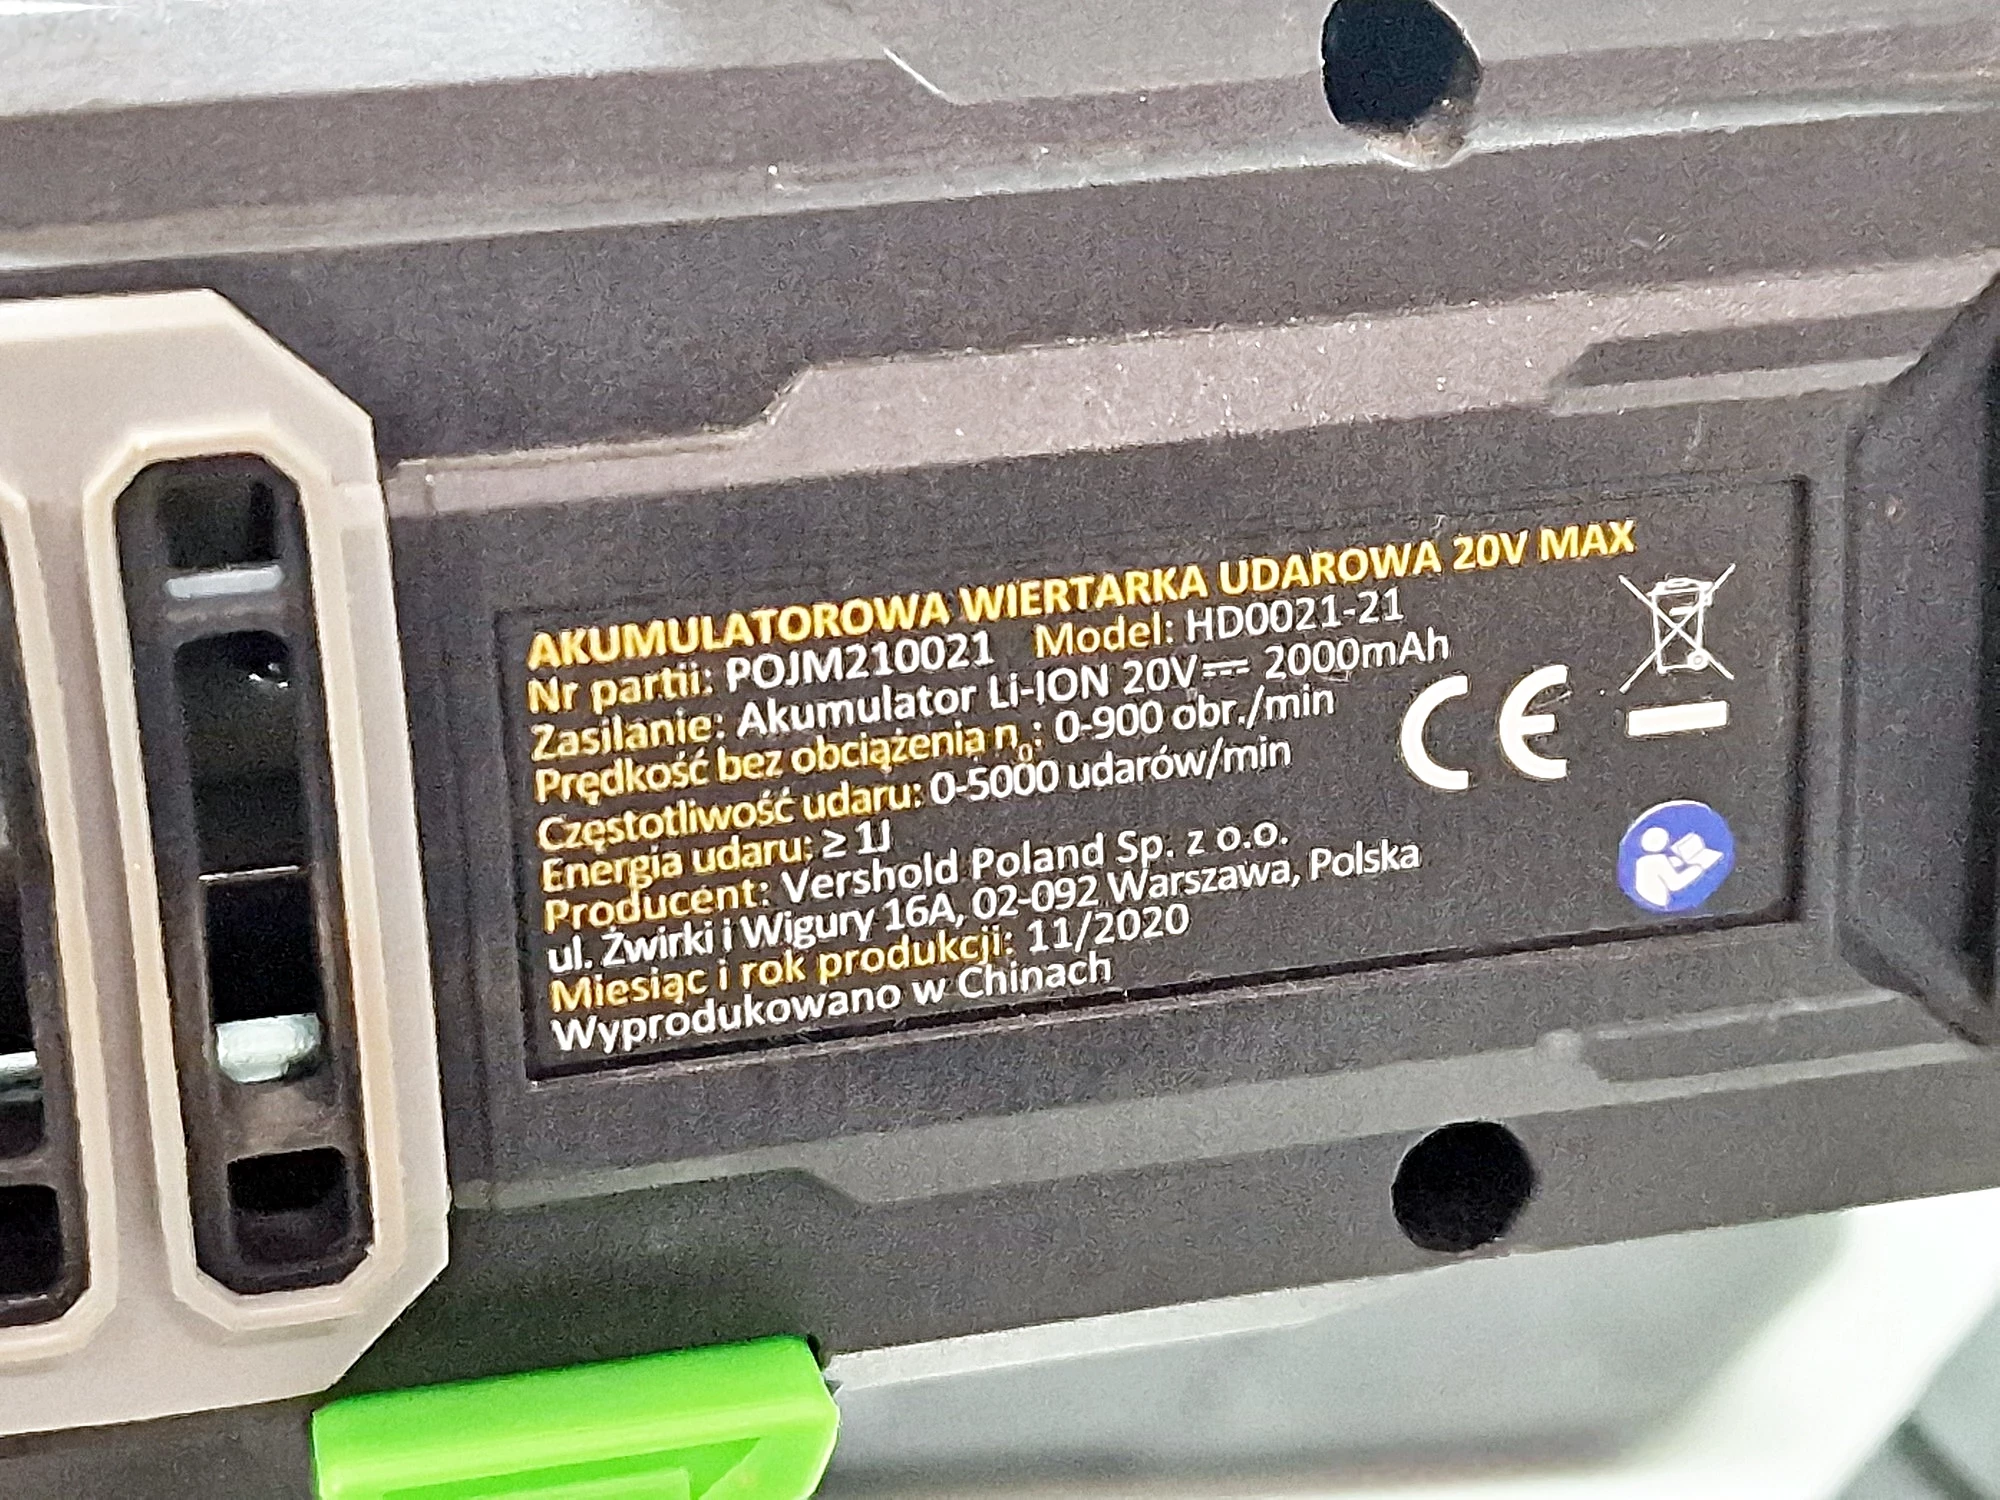 AKUMULATOROWA WIERTARKA UDAROWA 20V MAX
Nr partii: POJM210021 Model: HD0021-21
Zasilanie: Akumulator Li-ION 20V⎓ 2000mAh
Prędkość bez obciążenia n₀: 0-900 obr./min
Częstotliwość udaru: 0-5000 udarów/min
Energia udaru: ≥ 1J
Producent: Vershold Poland Sp. z o.o.
ul. Żwirki i Wigury 16A, 02-092 Warszawa, Polska
Miesiąc i rok produkcji: 11/2020
Wyprodukowano w Chinach
CE